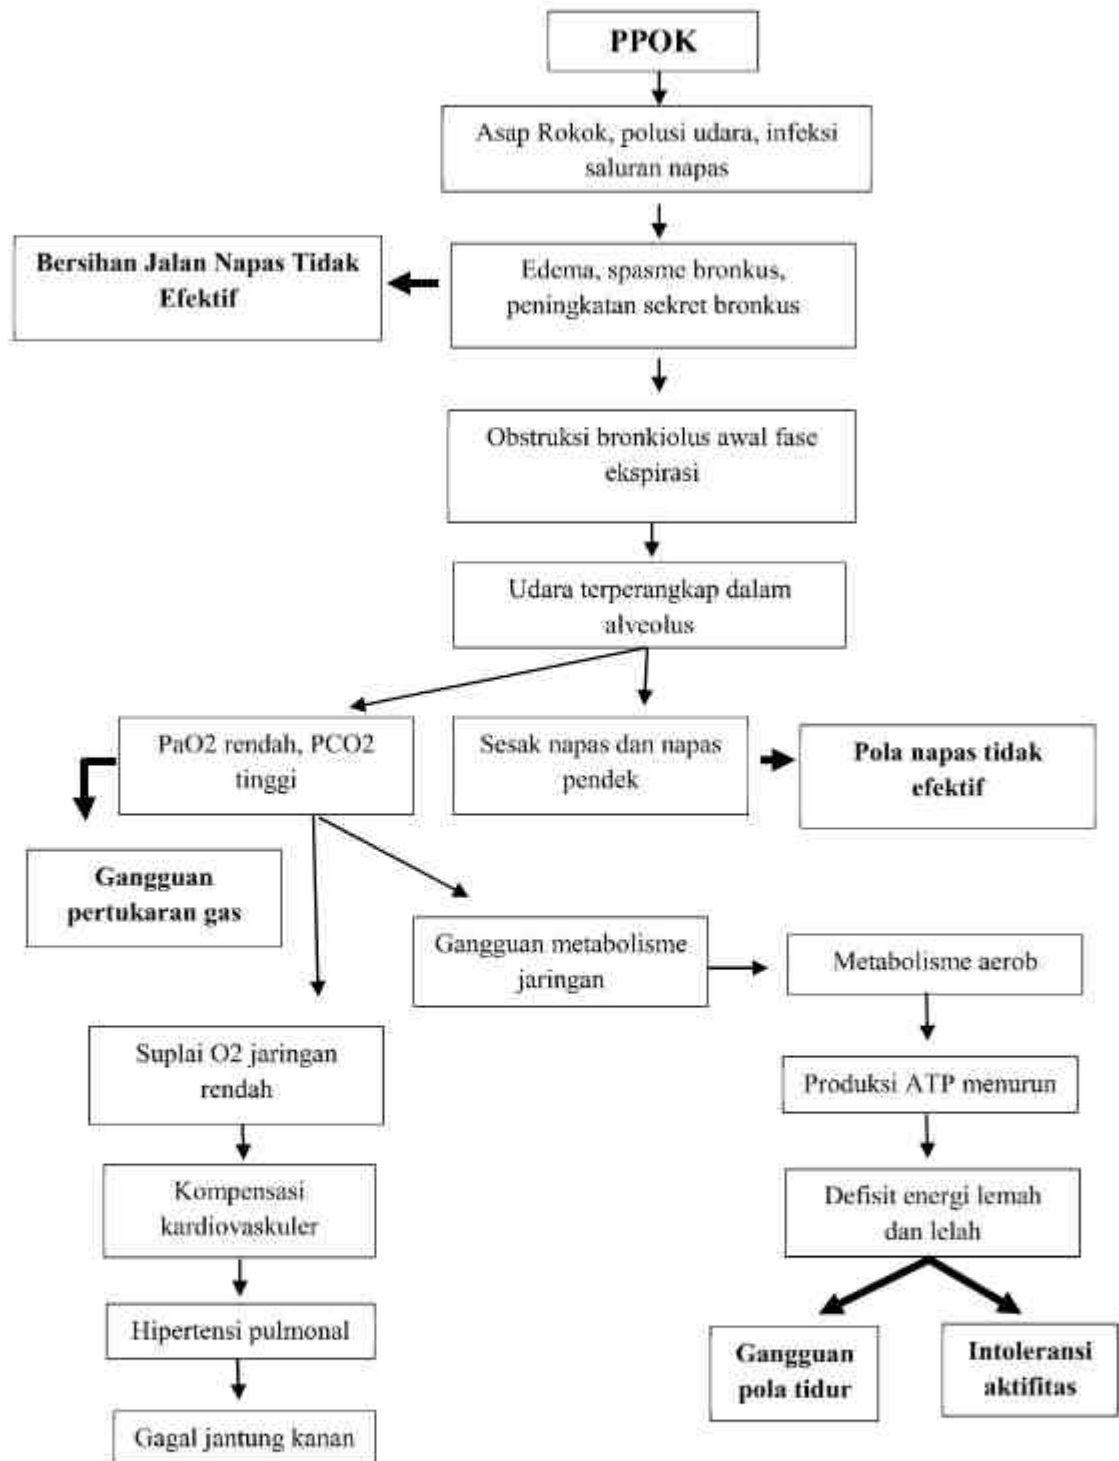 PPOK
Asap Rokok, polusi udara, infeksi
saluran napas
Bersihan Jalan Napas Tidak
Efektif
Edema, spasme bronkus,
peningkatan sekret bronkus
Obstruksi bronkiolus awal fase
ekspirasi
Udara terperangkap dalam
alveolus
PaO2 rendah, PCO2
tinggi
Sesak napas dan napas
pendek
Pola napas tidak
efektif
Gangguan
pertukaran gas
Gangguan metabolisme
jaringan
Metabolisme aerob
Suplai O2 jaringan
rendah
Produksi ATP menurun
Kompensasi
kardiovaskuler
Defisit energi lemah
dan lelah
Hipertensi pulmonal
Gangguan
pola tidur
Intoleransi
aktifitas
Gagal jantung kanan